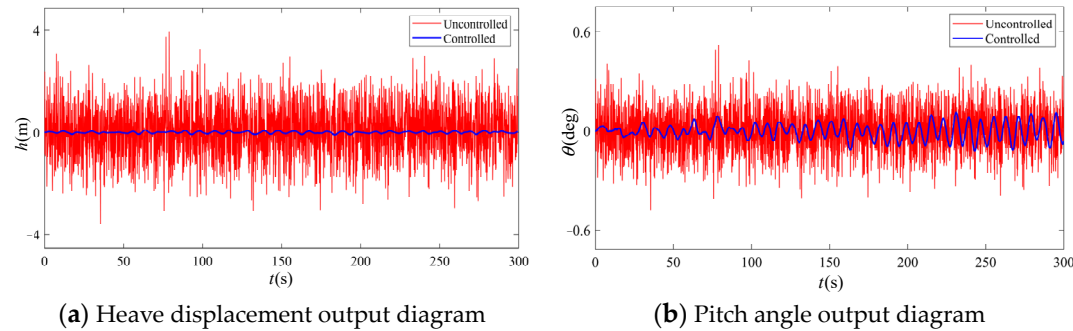 4
0
−4
h(m)
Uncontrolled
Controlled
0 50 100 150 200 250 300
t(s)
(a) Heave displacement output diagram
0.6
0
−0.6
θ(deg)
Uncontrolled
Controlled
0 50 100 150 200 250 300
t(s)
(b) Pitch angle output diagram